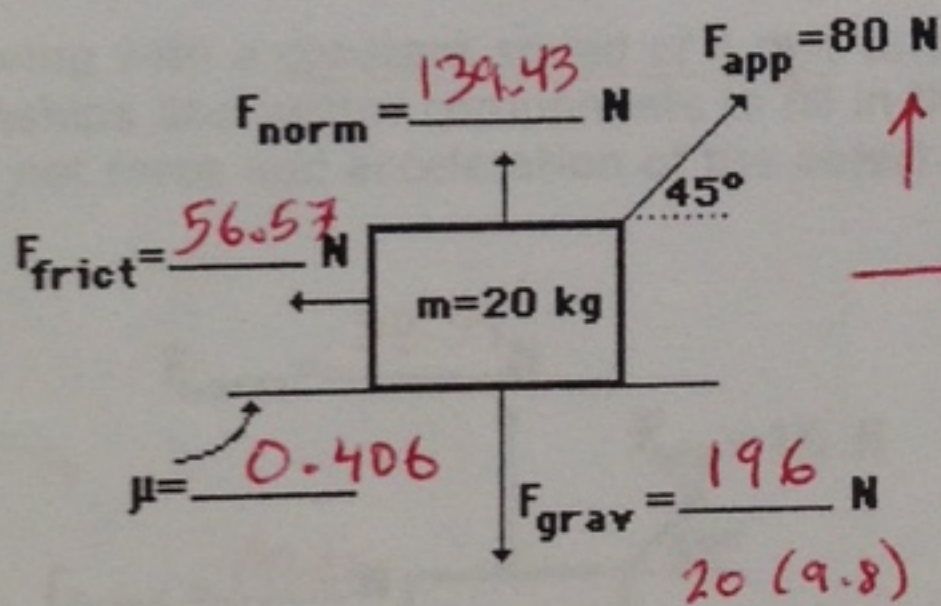 F_app=80 N
F_norm=139.43 N
45°
F_frict=56.57 N
m=20 kg
μ=0.406
F_grav=196 N
20 (9.8)